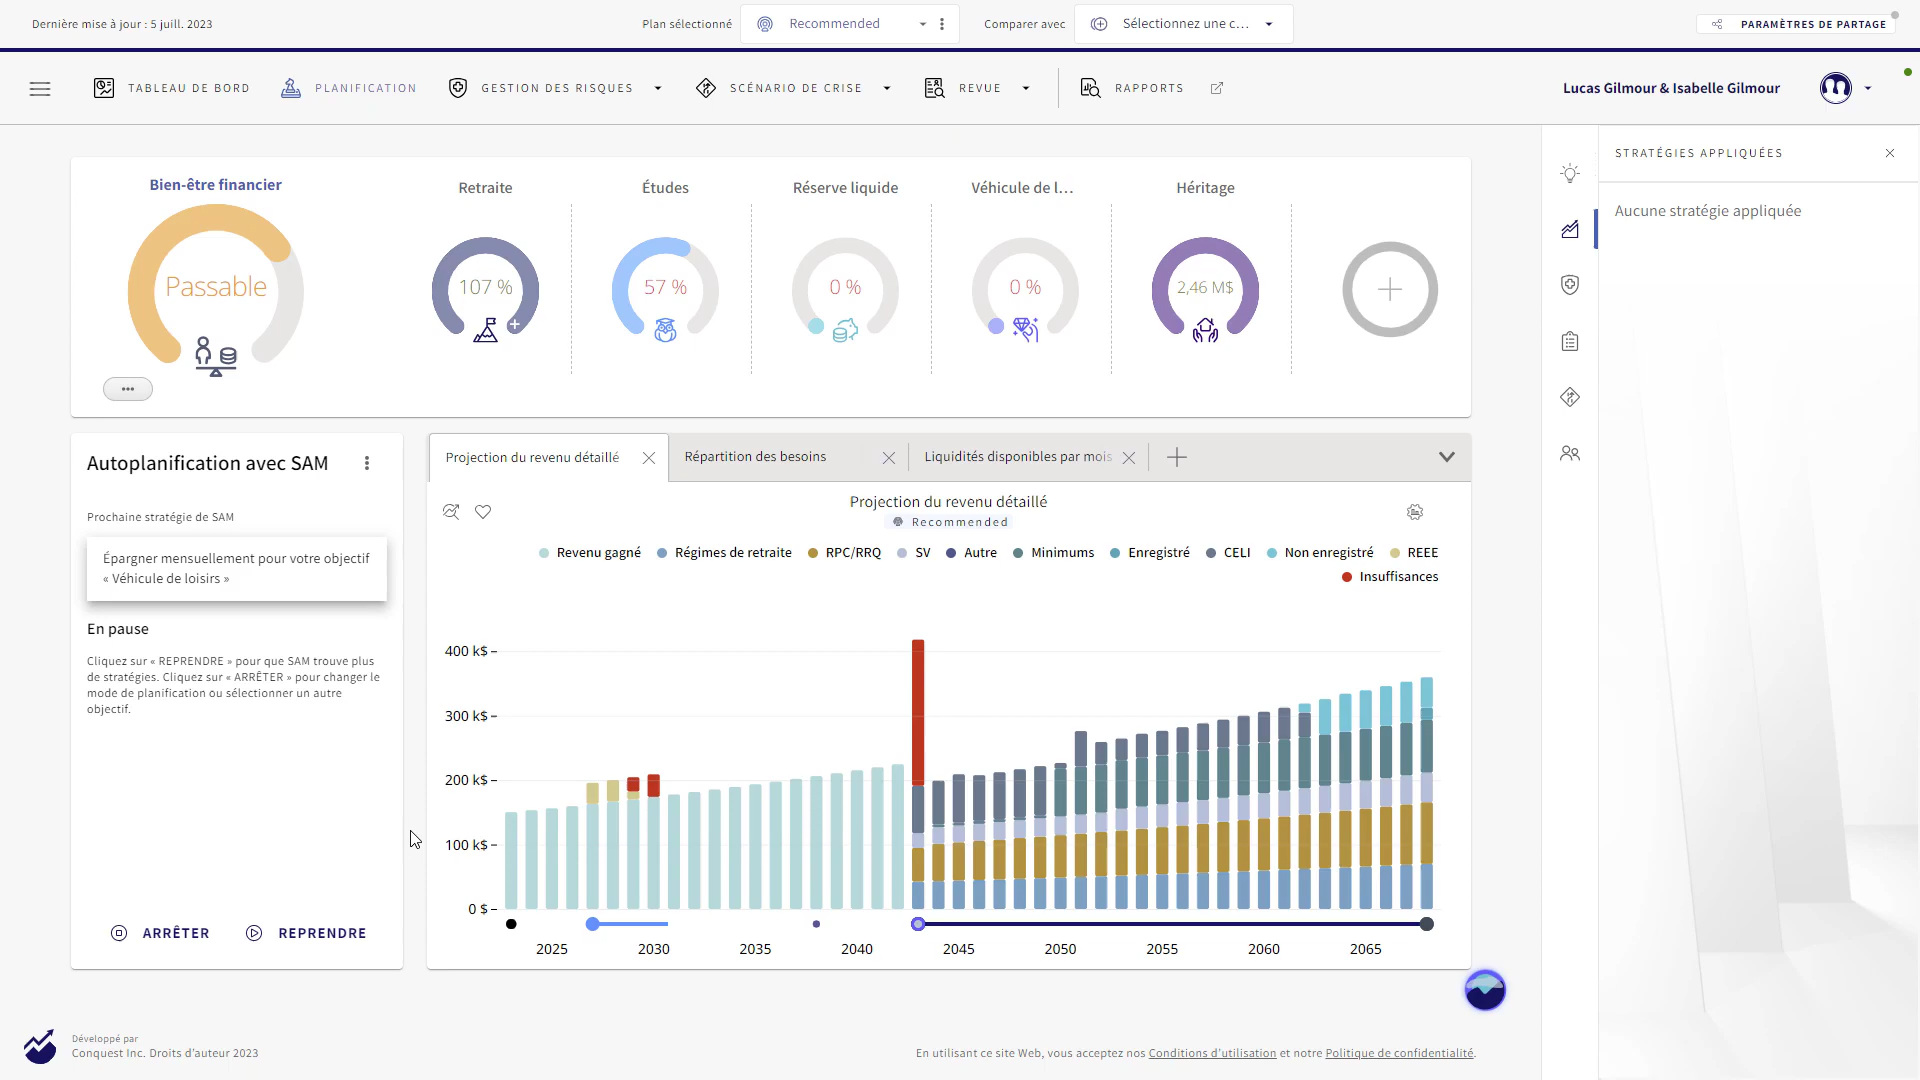 Dernière mise à jour : 5 juill. 2023
Plan sélectionné
Recommended
Comparer avec
Sélectionnez une c...
PARAMÈTRES DE PARTAGE
TABLEAU DE BORD
PLANIFICATION
GESTION DES RISQUES
SCÉNARIO DE CRISE
REVUE
RAPPORTS
Lucas Gilmour & Isabelle Gilmour
Bien-être financier
Retraite
Études
Réserve liquide
Véhicule de l...
Héritage
Passable
107 %
57 %
0 %
0 %
2,46 M$
STRATÉGIES APPLIQUÉES
Aucune stratégie appliquée
Autoplanification avec SAM
Prochaine stratégie de SAM
Épargner mensuellement pour votre objectif
« Véhicule de loisirs »
En pause
Cliquez sur « REPRENDRE » pour que SAM trouve plus
de stratégies. Cliquez sur « ARRÊTER » pour changer le
mode de planification ou sélectionner un autre
objectif.
ARRÊTER
REPRENDRE
Projection du revenu détaillé
Répartition des besoins
Liquidités disponibles par mois
Projection du revenu détaillé
Recommended
Revenu gagné
Régimes de retraite
RPC/RRQ
SV
Autre
Minimums
Enregistré
CELI
Non enregistré
REEE
Insuffisances
400 k$
300 k$
200 k$
100 k$
0 $
2025
2030
2035
2040
2045
2050
2055
2060
2065
Développé par
Conquest Inc. Droits d'auteur 2023
En utilisant ce site Web, vous acceptez nos Conditions d'utilisation et notre Politique de confidentialité.